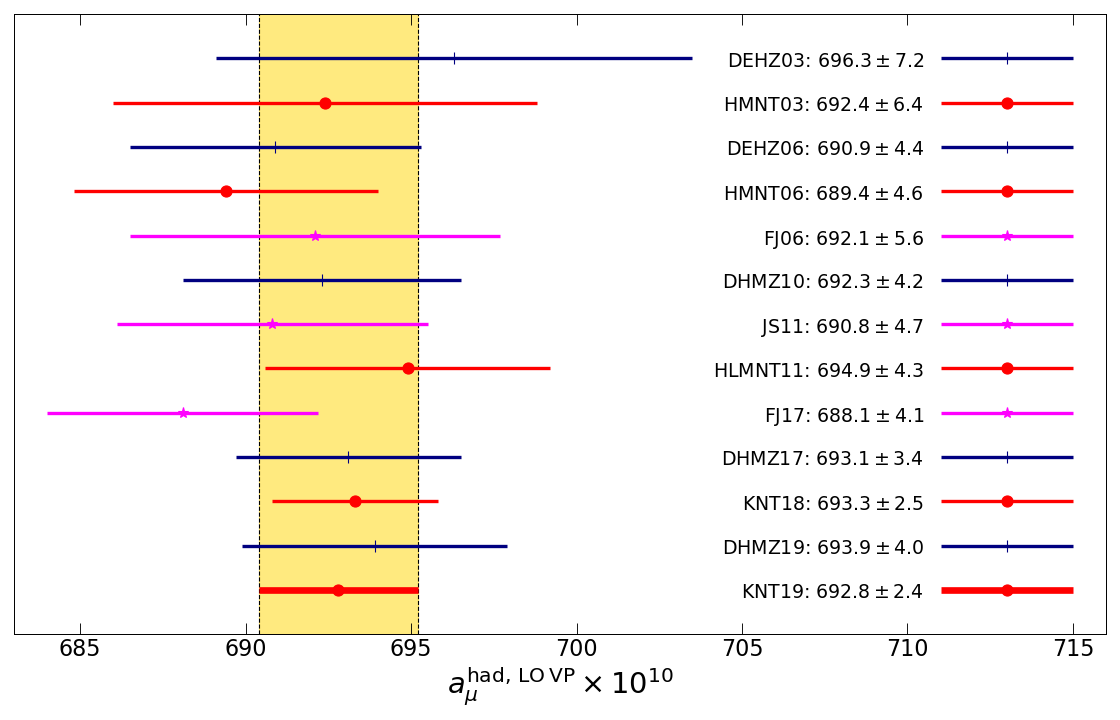 DEHZ03: 696.3 ± 7.2
HMNT03: 692.4 ± 6.4
DEHZ06: 690.9 ± 4.4
HMNT06: 689.4 ± 4.6
FJ06: 692.1 ± 5.6
DHMZ10: 692.3 ± 4.2
JS11: 690.8 ± 4.7
HLMNT11: 694.9 ± 4.3
FJ17: 688.1 ± 4.1
DHMZ17: 693.1 ± 3.4
KNT18: 693.3 ± 2.5
DHMZ19: 693.9 ± 4.0
KNT19: 692.8 ± 2.4
685 690 695 700 705 710 715
a_μ^{had, LO VP} × 10^{10}